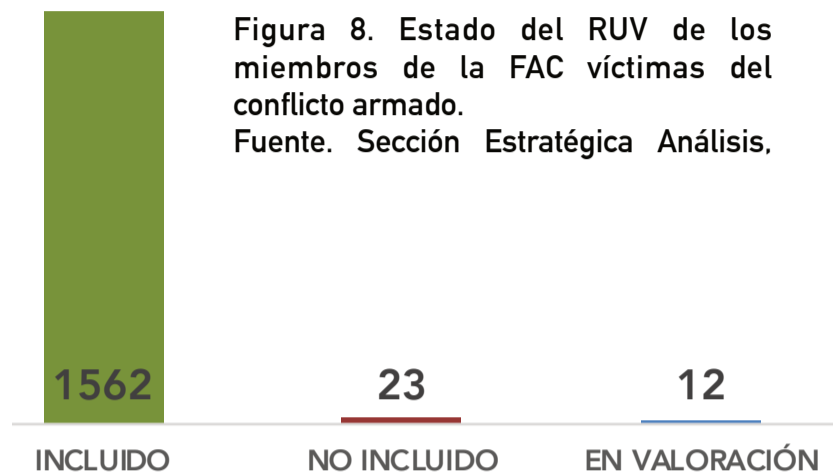 Figura 8. Estado del RUV de los
miembros de la FAC víctimas del
conflicto armado.
Fuente. Sección Estratégica Análisis,
1562 23 12
INCLUIDO NO INCLUIDO EN VALORACIÓN